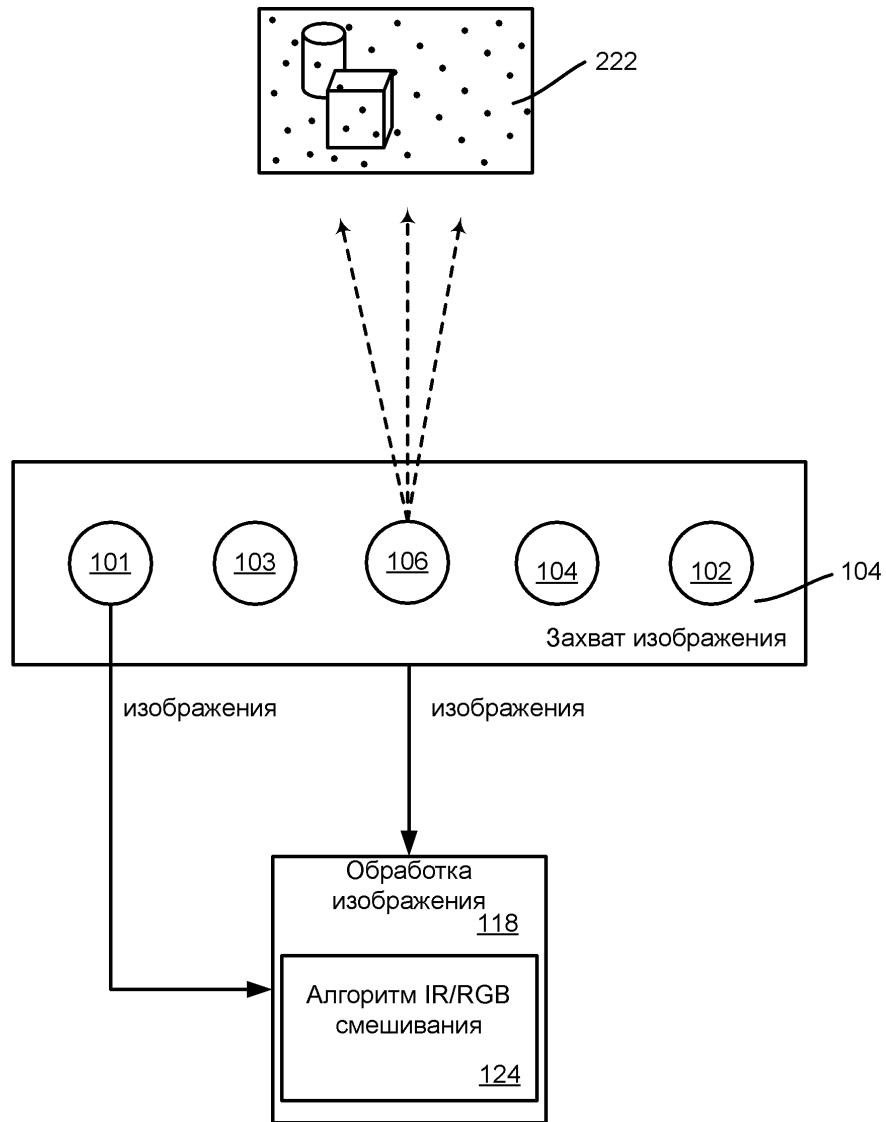 222
101
103
106
104
102
104
Захват изображения
изображения
изображения
Обработка
изображения
118
Алгоритм IR/RGB
смешивания
124